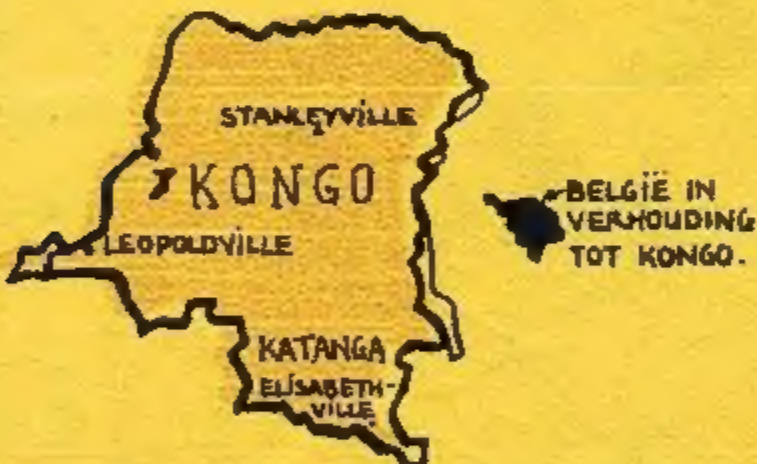 STANLEYVILLE
KONGO
LEOPOLDVILLE
KATANGA
ELISABETH-
VILLE
BELGIË IN
VERHOUDING
TOT KONGO.